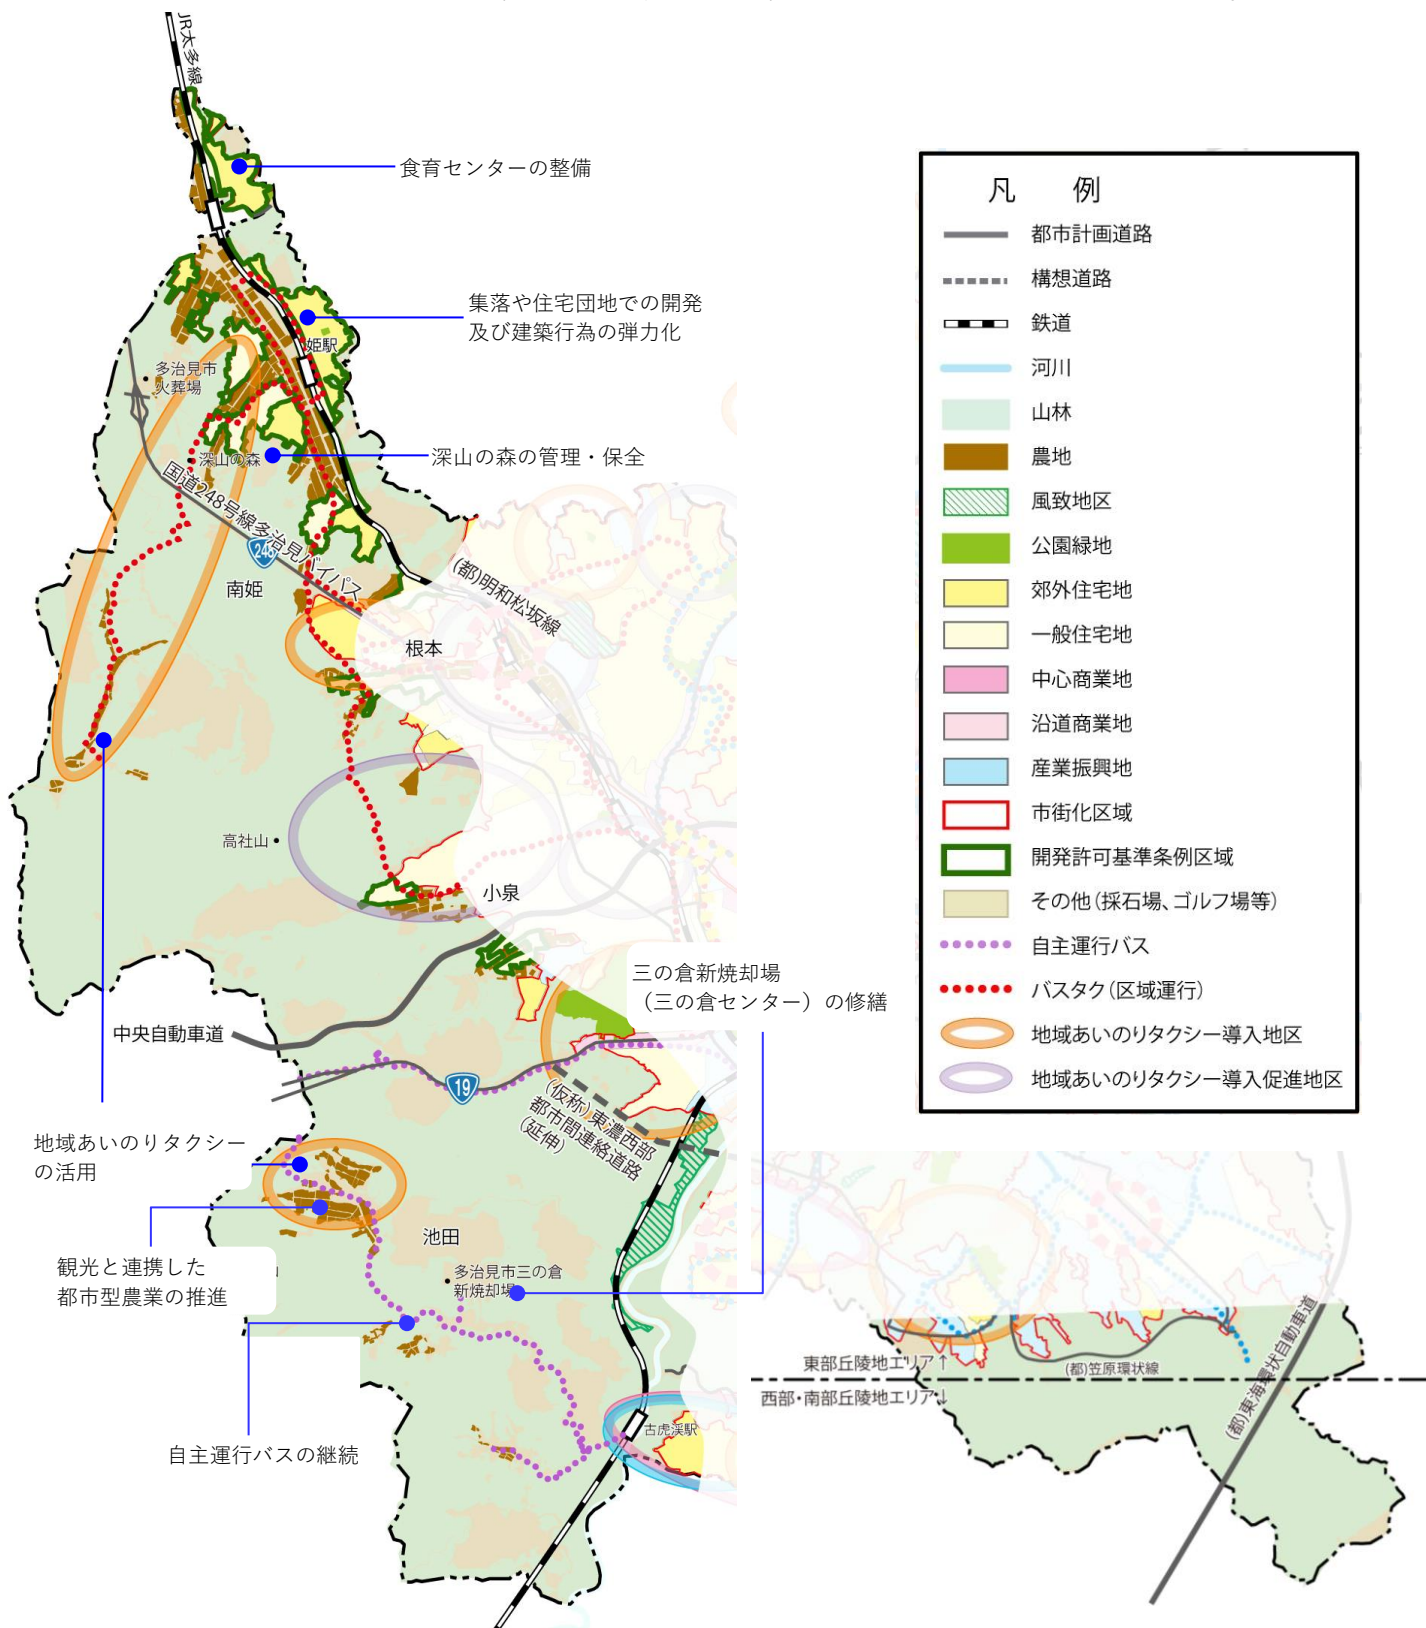 JR太多線
食育センターの整備
集落や住宅団地での開発
及び建築行為の弾力化
姫駅
多治見市
火葬場
深山の森
深山の森の管理・保全
国道248号線多治見バイパス
248
南姫
(都)明和松坂線
根本
高社山
小泉
三の倉新焼却場
（三の倉センター）の修繕
中央自動車道
19
(仮称)東濃西部
都市間連絡道路
(延伸)
地域あいのりタクシー
の活用
池田
観光と連携した
都市型農業の推進
多治見市三の倉
新焼却場
自主運行バスの継続
古虎渓駅
凡　例
都市計画道路
構想道路
鉄道
河川
山林
農地
風致地区
公園緑地
郊外住宅地
一般住宅地
中心商業地
沿道商業地
産業振興地
市街化区域
開発許可基準条例区域
その他(採石場、ゴルフ場等)
自主運行バス
バスタク(区域運行)
地域あいのりタクシー導入地区
地域あいのりタクシー導入促進地区
東部丘陵地エリア↑
西部・南部丘陵地エリア↓
(都)笠原環状線
(都)東海環状自動車道